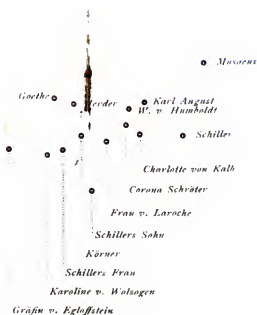 Musaeus
Goethe
Herder
Karl August
W. v. Humboldt
Schiller
Charlotte von Kalb
Corona Schröter
Frau v. Laroche
Schillers Sohn
Körner
Schillers Frau
Karoline v. Wolzogen
Gräfin v. Egloffstein